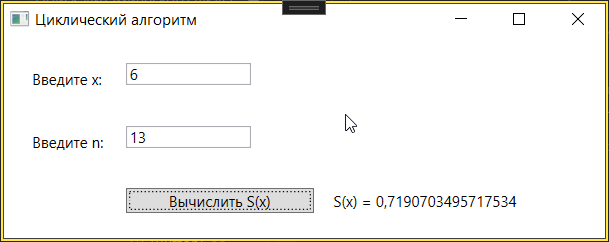 Циклический алгоритм
Введите x: 6
Введите n: 13
Вычислить S(x) S(x) = 0,7190703495717534